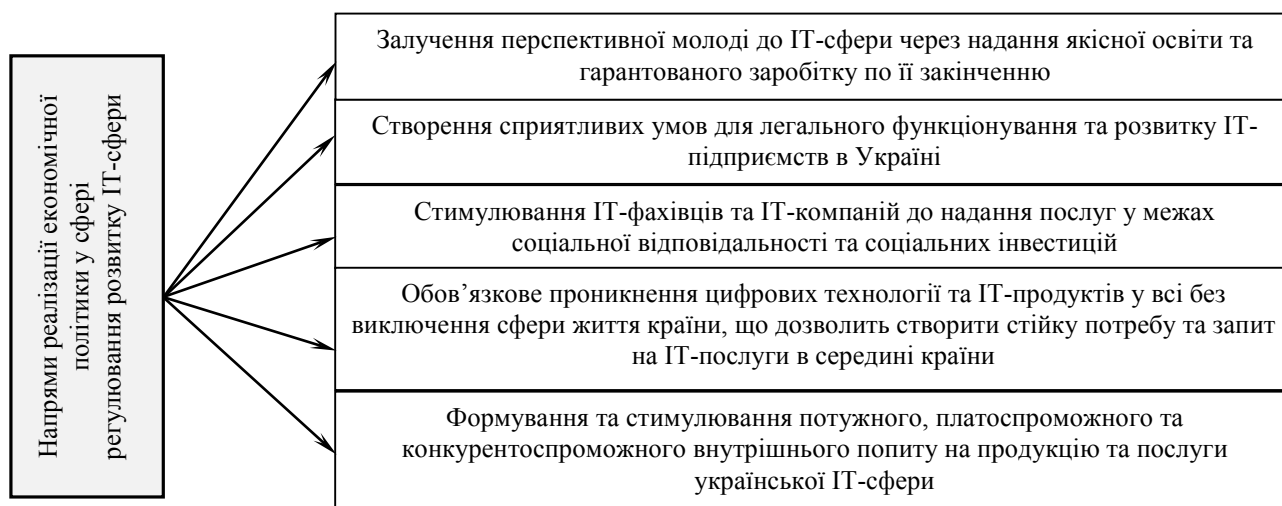 Напрями реалізації економічної
політики у сфері
регулювання розвитку ІТ-сфери
Залучення перспективної молоді до ІТ-сфери через надання якісної освіти та
гарантованого заробітку по її закінченню
Створення сприятливих умов для легального функціонування та розвитку ІТ-
підприємств в Україні
Стимулювання ІТ-фахівців та ІТ-компаній до надання послуг у межах
соціальної відповідальності та соціальних інвестицій
Обов’язкове проникнення цифрових технології та ІТ-продуктів у всі без
виключення сфери життя країни, що дозволить створити стійку потребу та запит
на ІТ-послуги в середині країни
Формування та стимулювання потужного, платоспроможного та
конкурентоспроможного внутрішнього попиту на продукцію та послуги
української ІТ-сфери